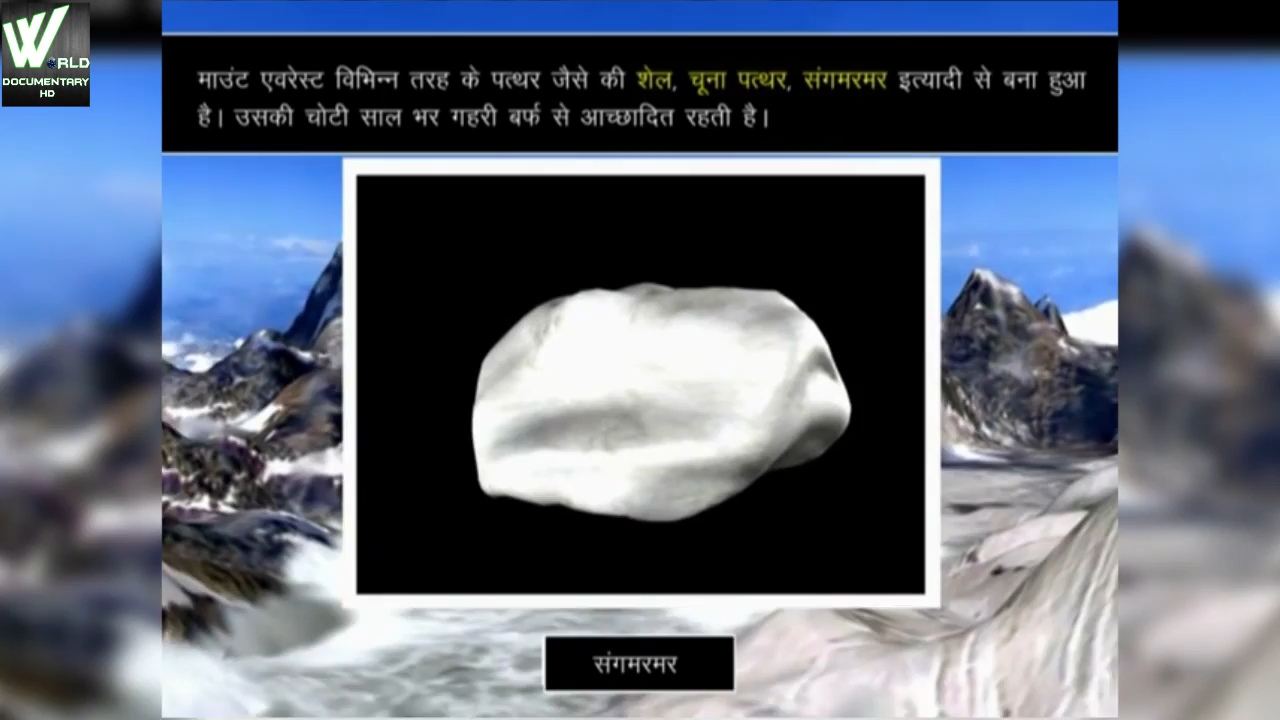 WORLD
DOCUMENTARY
HD
माउंट एवरेस्ट विभिन्न तरह के पत्थर जैसे की शेल, चूना पत्थर, संगमरमर इत्यादी से बना हुआ
है। उसकी चोटी साल भर गहरी बर्फ से आच्छादित रहती है।
संगमरमर